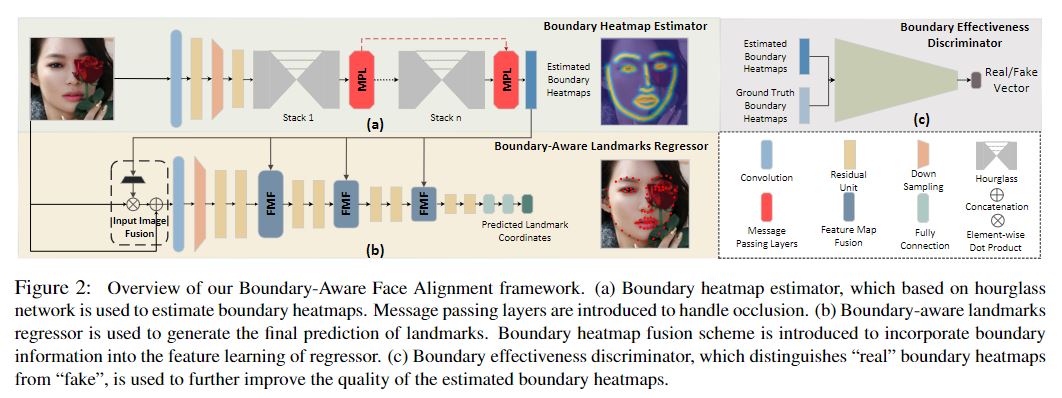 Boundary Heatmap Estimator
MPL
MPL
Estimated
Boundary
Heatmaps
Stack 1
Stack n
(a)
Boundary Effectiveness
Discriminator
Estimated
Boundary
Heatmaps
Ground Truth
Boundary
Heatmaps
Real/Fake
Vector
(c)
Boundary-Aware Landmarks
Regressor
Input Image
Fusion
FMF
FMF
FMF
Predicted Landmark
Coordinates
(b)
Convolution
Residual
Unit
Down
Sampling
Hourglass
Concatenation
Message
Passing Layers
Feature Map
Fusion
Fully
Connection
Element-wise
Dot Product
Figure 2: Overview of our Boundary-Aware Face Alignment framework. (a) Boundary heatmap estimator, which based on hourglass
network is used to estimate boundary heatmaps. Message passing layers are introduced to handle occlusion. (b) Boundary-aware landmarks
regressor is used to generate the final prediction of landmarks. Boundary heatmap fusion scheme is introduced to incorporate boundary
information into the feature learning of regressor. (c) Boundary effectiveness discriminator, which distinguishes “real” boundary heatmaps
from “fake”, is used to further improve the quality of the estimated boundary heatmaps.